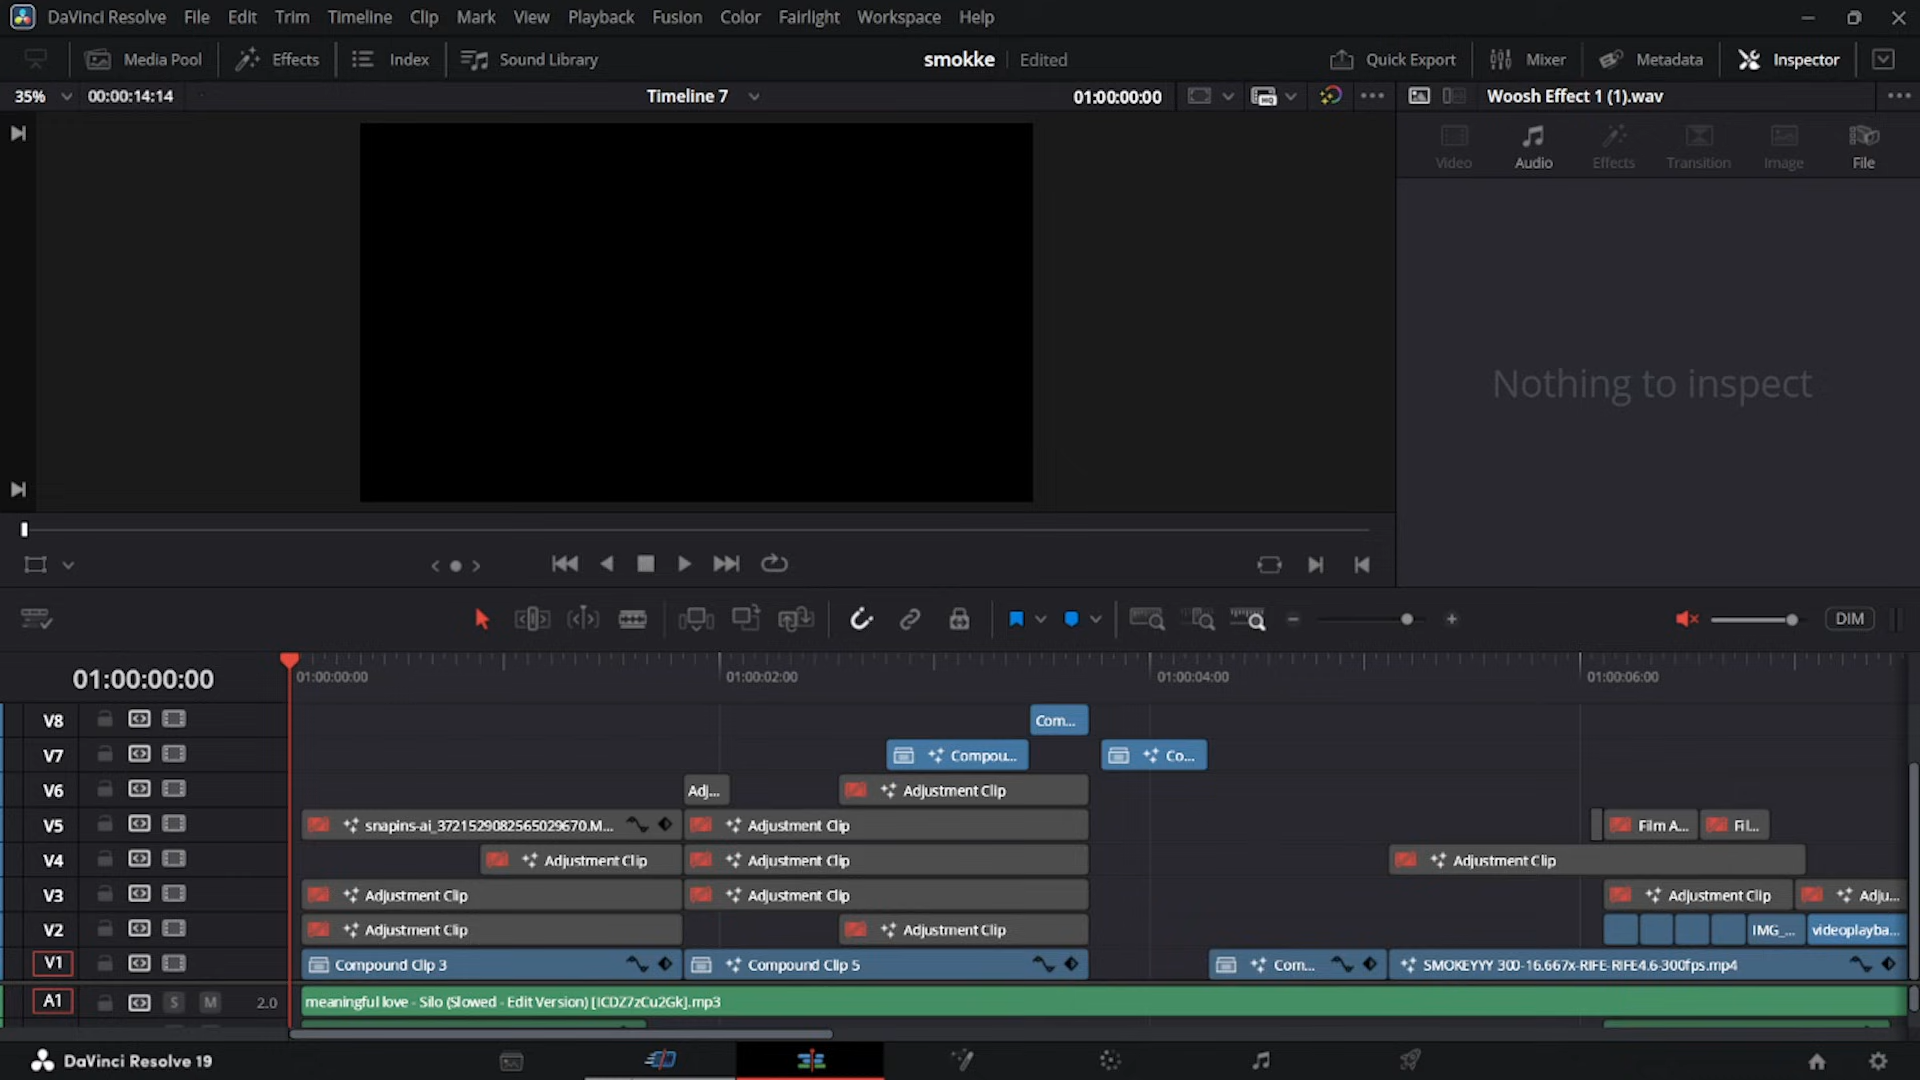 DaVinci Resolve File Edit Trim Timeline Clip Mark View Playback Fusion Color Fairlight Workspace Help
Media Pool Effects Index Sound Library smokke Edited Quick Export Mixer Metadata Inspector
35% 00:00:14:14 Timeline 7 01:00:00:00 HQ Woosh Effect 1 (1).wav
Video Audio Effects Transition Image File
Nothing to inspect
DIM
01:00:00:00 01:00:00:00 01:00:02:00 01:00:04:00 01:00:06:00
V8 Com...
V7 Compou... Co...
V6 Adj... Adjustment Clip
V5 snapins-ai_3721529082565029670.M... Adjustment Clip Film A... Fil...
V4 Adjustment Clip Adjustment Clip Adjustment Clip
V3 Adjustment Clip Adjustment Clip Adjustment Clip Adju...
V2 Adjustment Clip Adjustment Clip IMG_... videoplayba...
V1 Compound Clip 3 Compound Clip 5 Com... SMOKEYYY 300-16.667x-RIFE-RIFE4.6-300fps.mp4
A1 S M 2.0 meaningful love - Silo (Slowed - Edit Version) [ICDZ7zCu2Gk].mp3
DaVinci Resolve 19